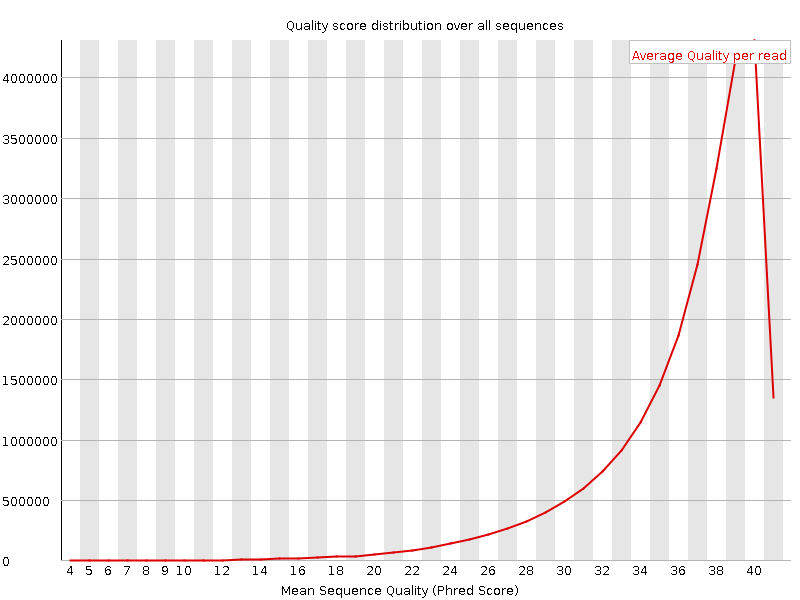 Quality score distribution over all sequences
Average Quality per read
4000000
3500000
3000000
2500000
2000000
1500000
1000000
500000
0
4 5 6 7 8 9 10 12 14 16 18 20 22 24 26 28 30 32 34 36 38 40
Mean Sequence Quality (Phred Score)